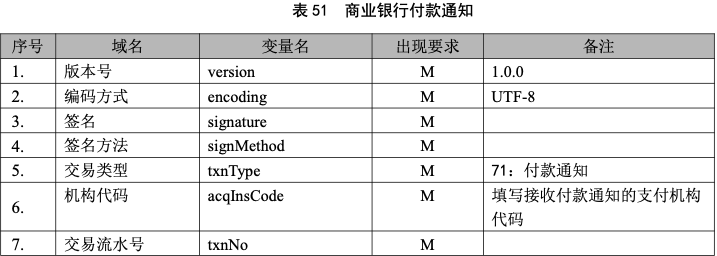 表 51 商业银行付款通知
序号 域名 变量名 出现要求 备注
1. 版本号 version M 1.0.0
2. 编码方式 encoding M UTF-8
3. 签名 signature M
4. 签名方法 signMethod M
5. 交易类型 txnType M 71：付款通知
6. 机构代码 acqInsCode M 填写接收付款通知的支付机构
代码
7. 交易流水号 txnNo M